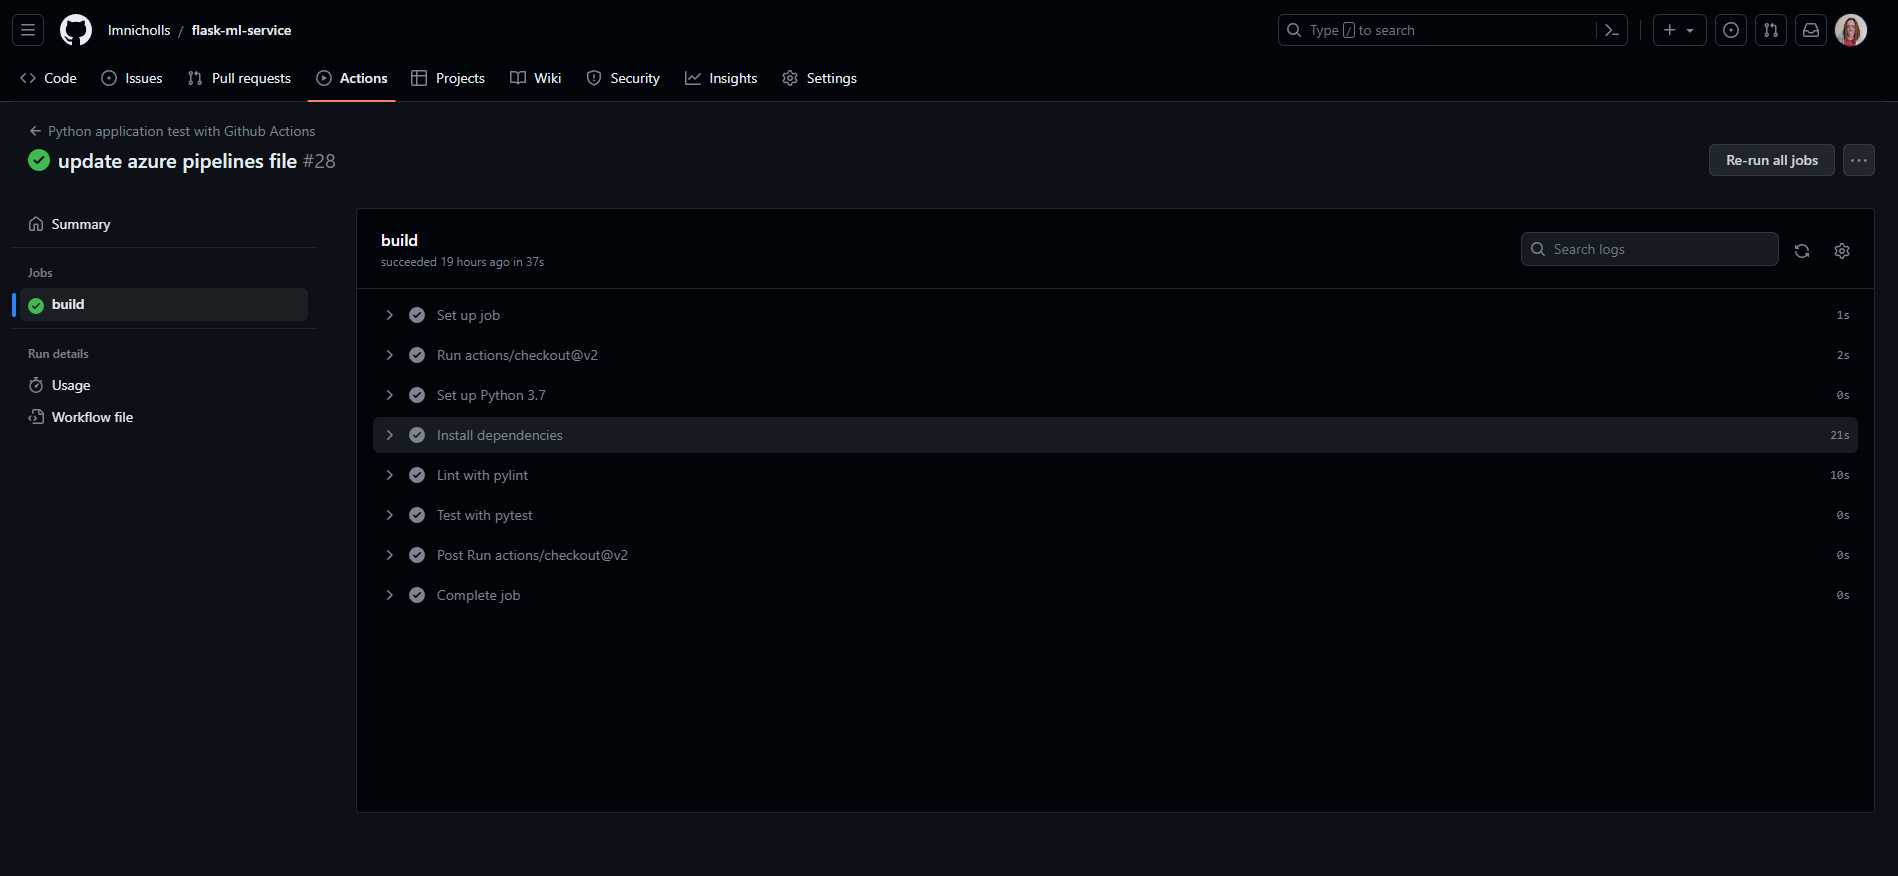 lmnicholls / flask-ml-service
Type / to search
Code Issues Pull requests Actions Projects Wiki Security Insights Settings
Python application test with Github Actions
update azure pipelines file #28
Re-run all jobs
Summary
Jobs
build
Run details
Usage
Workflow file
build
succeeded 19 hours ago in 37s
Search logs
Set up job 1s
Run actions/checkout@v2 2s
Set up Python 3.7 0s
Install dependencies 21s
Lint with pylint 10s
Test with pytest 0s
Post Run actions/checkout@v2 0s
Complete job 0s